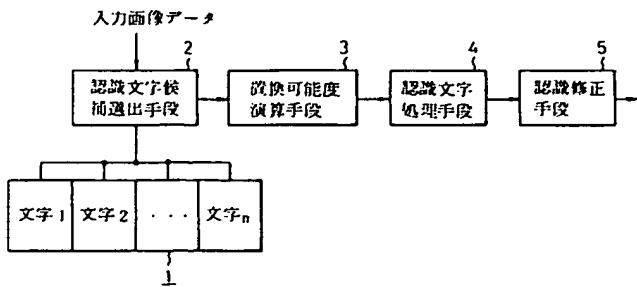 入力画像データ
2
3
4
5
認識文字候
補選出手段
置換可能度
演算手段
認識文字
処理手段
認識修正
手段
文字1
文字2
・・・
文字n
1